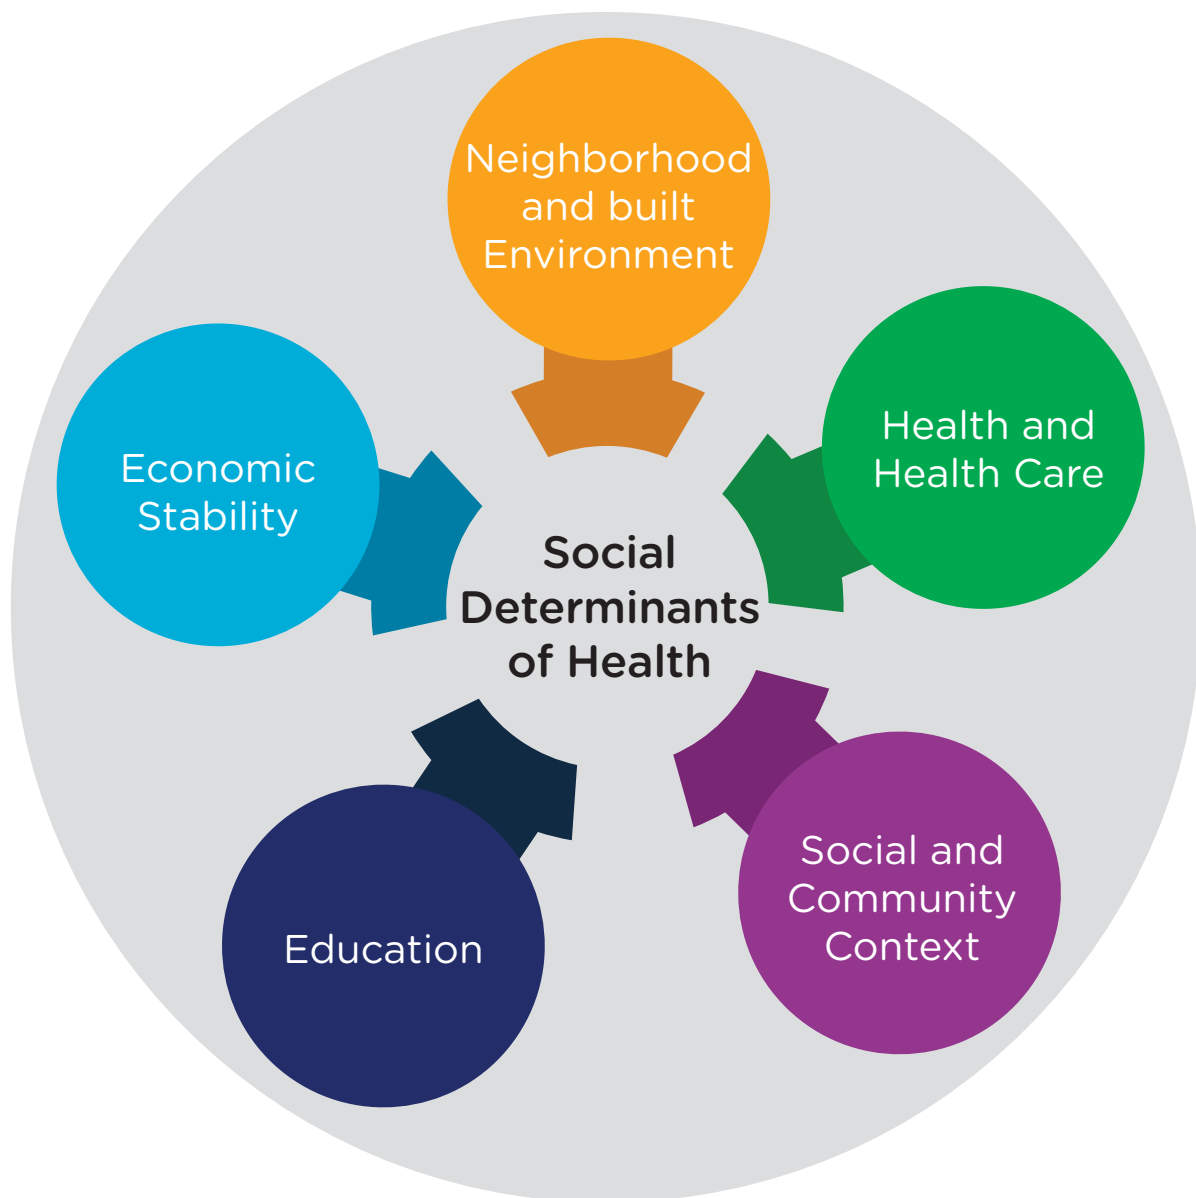 Neighborhood
and built
Environment
Health and
Health Care
Economic
Stability
Social
Determinants
of Health
Social and
Community
Context
Education